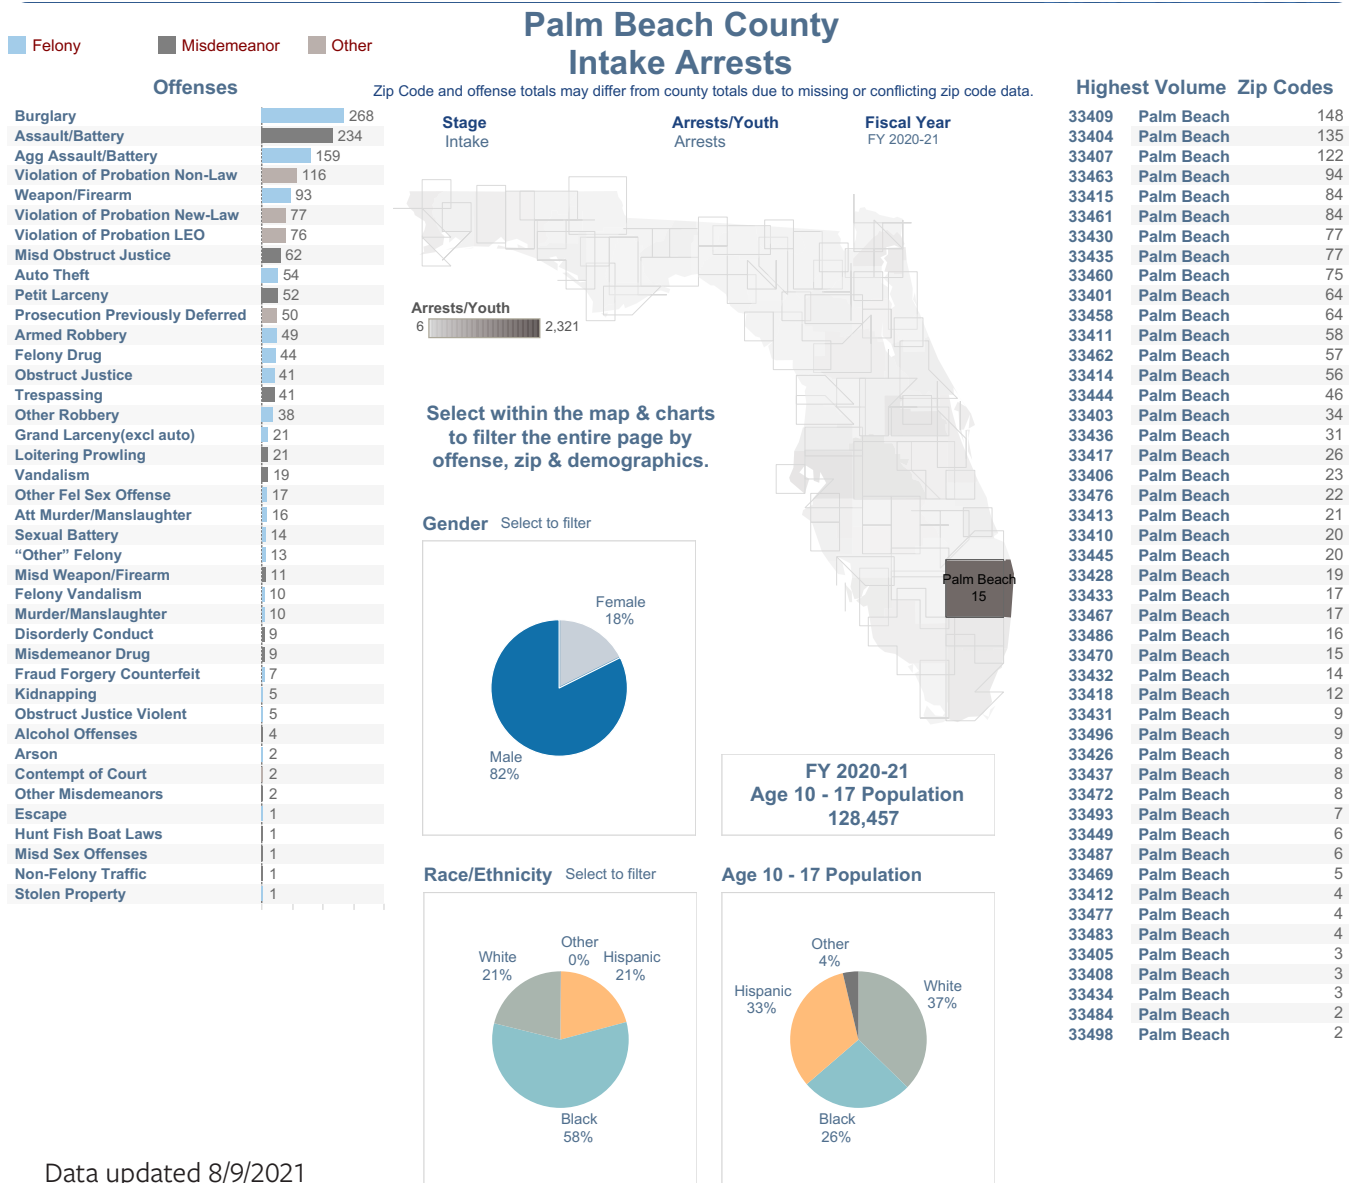 Palm Beach County
Intake Arrests
Zip Code and offense totals may differ from county totals due to missing or conflicting zip code data.
Felony Misdemeanor Other
Offenses
Burglary 268
Assault/Battery 234
Agg Assault/Battery 159
Violation of Probation Non-Law 116
Weapon/Firearm 93
Violation of Probation New-Law 77
Violation of Probation LEO 76
Misd Obstruct Justice 62
Auto Theft 54
Petit Larceny 52
Prosecution Previously Deferred 50
Armed Robbery 49
Felony Drug 44
Obstruct Justice 41
Trespassing 41
Other Robbery 38
Grand Larceny(excl auto) 21
Loitering Prowling 21
Vandalism 19
Other Fel Sex Offense 17
Att Murder/Manslaughter 16
Sexual Battery 14
“Other” Felony 13
Misd Weapon/Firearm 11
Felony Vandalism 10
Murder/Manslaughter 10
Disorderly Conduct 9
Misdemeanor Drug 9
Fraud Forgery Counterfeit 7
Kidnapping 5
Obstruct Justice Violent 5
Alcohol Offenses 4
Arson 2
Contempt of Court 2
Other Misdemeanors 2
Escape 1
Hunt Fish Boat Laws 1
Misd Sex Offenses 1
Non-Felony Traffic 1
Stolen Property 1
Stage Arrests/Youth Fiscal Year
Intake Arrests FY 2020-21
Arrests/Youth
6 2,321
Select within the map & charts
to filter the entire page by
offense, zip & demographics.
Palm Beach
15
Gender Select to filter
Female
18%
Male
82%
FY 2020-21
Age 10 - 17 Population
128,457
Race/Ethnicity Select to filter
White
21%
Other
0%
Hispanic
21%
Black
58%
Age 10 - 17 Population
Other
4%
Hispanic
33%
White
37%
Black
26%
Highest Volume Zip Codes
33409 Palm Beach 148
33404 Palm Beach 135
33407 Palm Beach 122
33463 Palm Beach 94
33415 Palm Beach 84
33461 Palm Beach 84
33430 Palm Beach 77
33435 Palm Beach 77
33460 Palm Beach 75
33401 Palm Beach 64
33458 Palm Beach 64
33411 Palm Beach 58
33462 Palm Beach 57
33414 Palm Beach 56
33444 Palm Beach 46
33403 Palm Beach 34
33436 Palm Beach 31
33417 Palm Beach 26
33406 Palm Beach 23
33476 Palm Beach 22
33413 Palm Beach 21
33410 Palm Beach 20
33445 Palm Beach 20
33428 Palm Beach 19
33433 Palm Beach 17
33467 Palm Beach 17
33486 Palm Beach 16
33470 Palm Beach 15
33432 Palm Beach 14
33418 Palm Beach 12
33431 Palm Beach 9
33496 Palm Beach 9
33426 Palm Beach 8
33437 Palm Beach 8
33472 Palm Beach 8
33493 Palm Beach 7
33449 Palm Beach 6
33487 Palm Beach 6
33469 Palm Beach 5
33412 Palm Beach 4
33477 Palm Beach 4
33483 Palm Beach 4
33405 Palm Beach 3
33408 Palm Beach 3
33434 Palm Beach 3
33484 Palm Beach 2
33498 Palm Beach 2
Data updated 8/9/2021